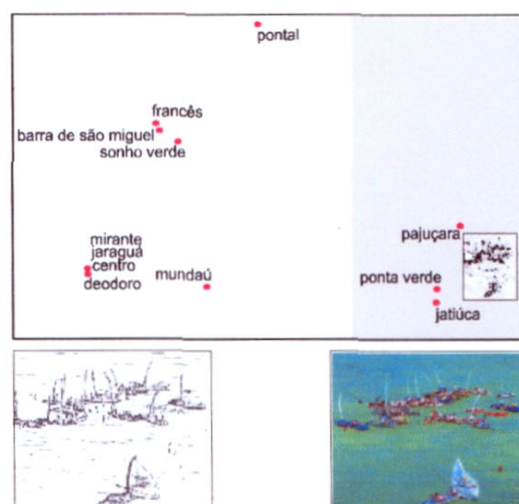 pontal
francês
barra de são miguel
sonho verde
mirante
jaraguá
centro
deodoro
mundaú
pajuçara
ponta verde
jatiúca